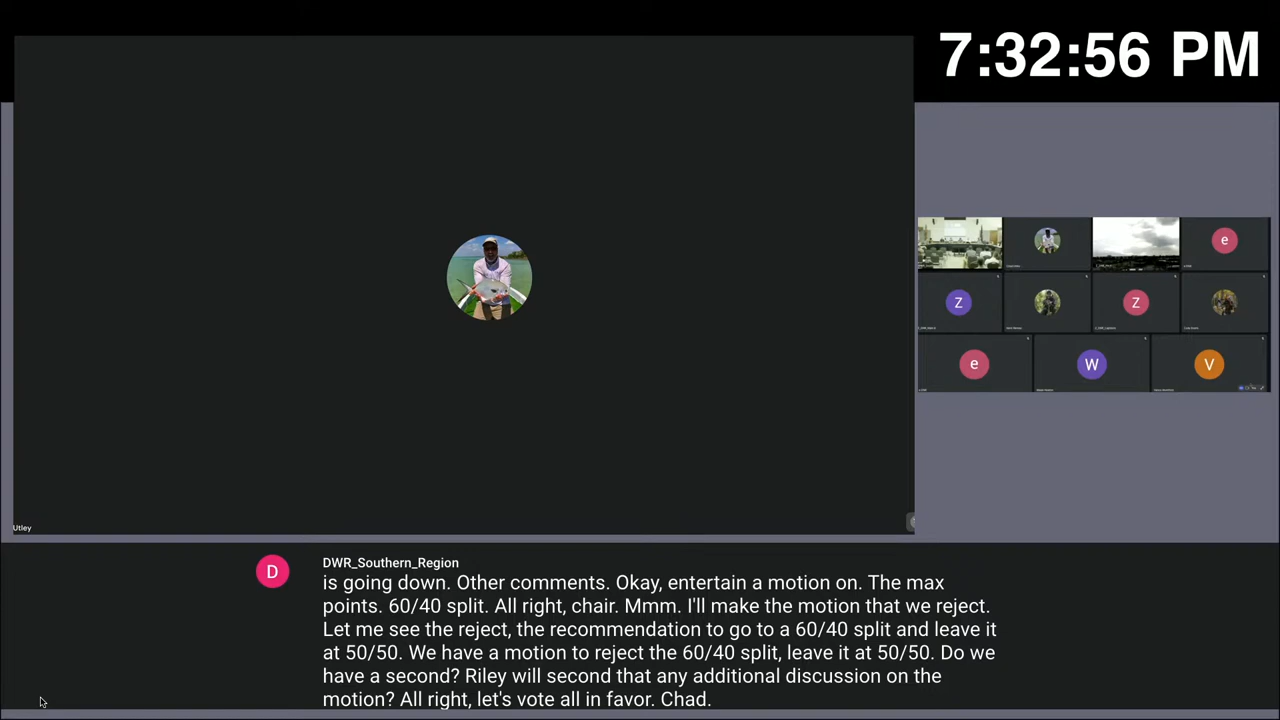 7:32:56 PM
e
Z
Z
e
W
V
Utley
D
DWR_Southern_Region
is going down. Other comments. Okay, entertain a motion on. The max
points. 60/40 split. All right, chair. Mmm. I'll make the motion that we reject.
Let me see the reject, the recommendation to go to a 60/40 split and leave it
at 50/50. We have a motion to reject the 60/40 split, leave it at 50/50. Do we
have a second? Riley will second that any additional discussion on the
motion? All right, let's vote all in favor. Chad.